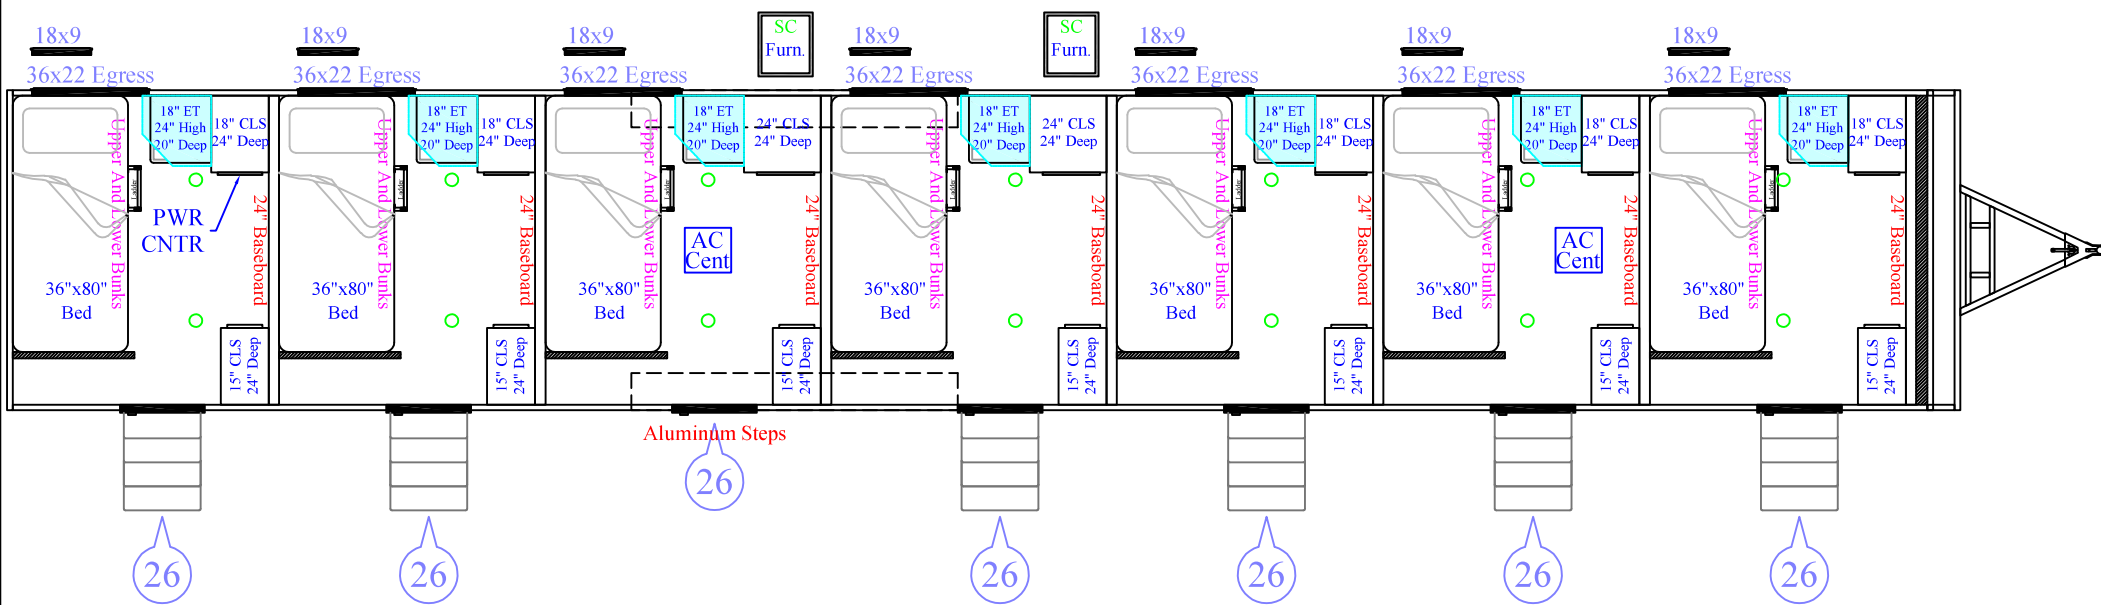 18x9
18x9
18x9
SC
Furn.
18x9
SC
Furn.
18x9
18x9
18x9
36x22 Egress
36x22 Egress
36x22 Egress
36x22 Egress
36x22 Egress
36x22 Egress
36x22 Egress
18" ET
24" High
20" Deep
18" CLS
24" Deep
Upper And Lower Bunks
Ladder
PWR
CNTR
24" Baseboard
36"x80"
Bed
15" CLS
24" Deep
18" ET
24" High
20" Deep
18" CLS
24" Deep
Upper And Lower Bunks
Ladder
24" Baseboard
36"x80"
Bed
15" CLS
24" Deep
18" ET
24" High
20" Deep
24" CLS
24" Deep
Upper And Lower Bunks
Ladder
AC
Cent
24" Baseboard
36"x80"
Bed
15" CLS
24" Deep
18" ET
24" High
20" Deep
24" CLS
24" Deep
Upper And Lower Bunks
Ladder
24" Baseboard
36"x80"
Bed
15" CLS
24" Deep
18" ET
24" High
20" Deep
18" CLS
24" Deep
Upper And Lower Bunks
Ladder
24" Baseboard
36"x80"
Bed
15" CLS
24" Deep
18" ET
24" High
20" Deep
18" CLS
24" Deep
Upper And Lower Bunks
Ladder
AC
Cent
24" Baseboard
36"x80"
Bed
15" CLS
24" Deep
18" ET
24" High
20" Deep
18" CLS
24" Deep
Upper And Lower Bunks
Ladder
24" Baseboard
36"x80"
Bed
15" CLS
24" Deep
Aluminum Steps
26
26
26
26
26
26
26